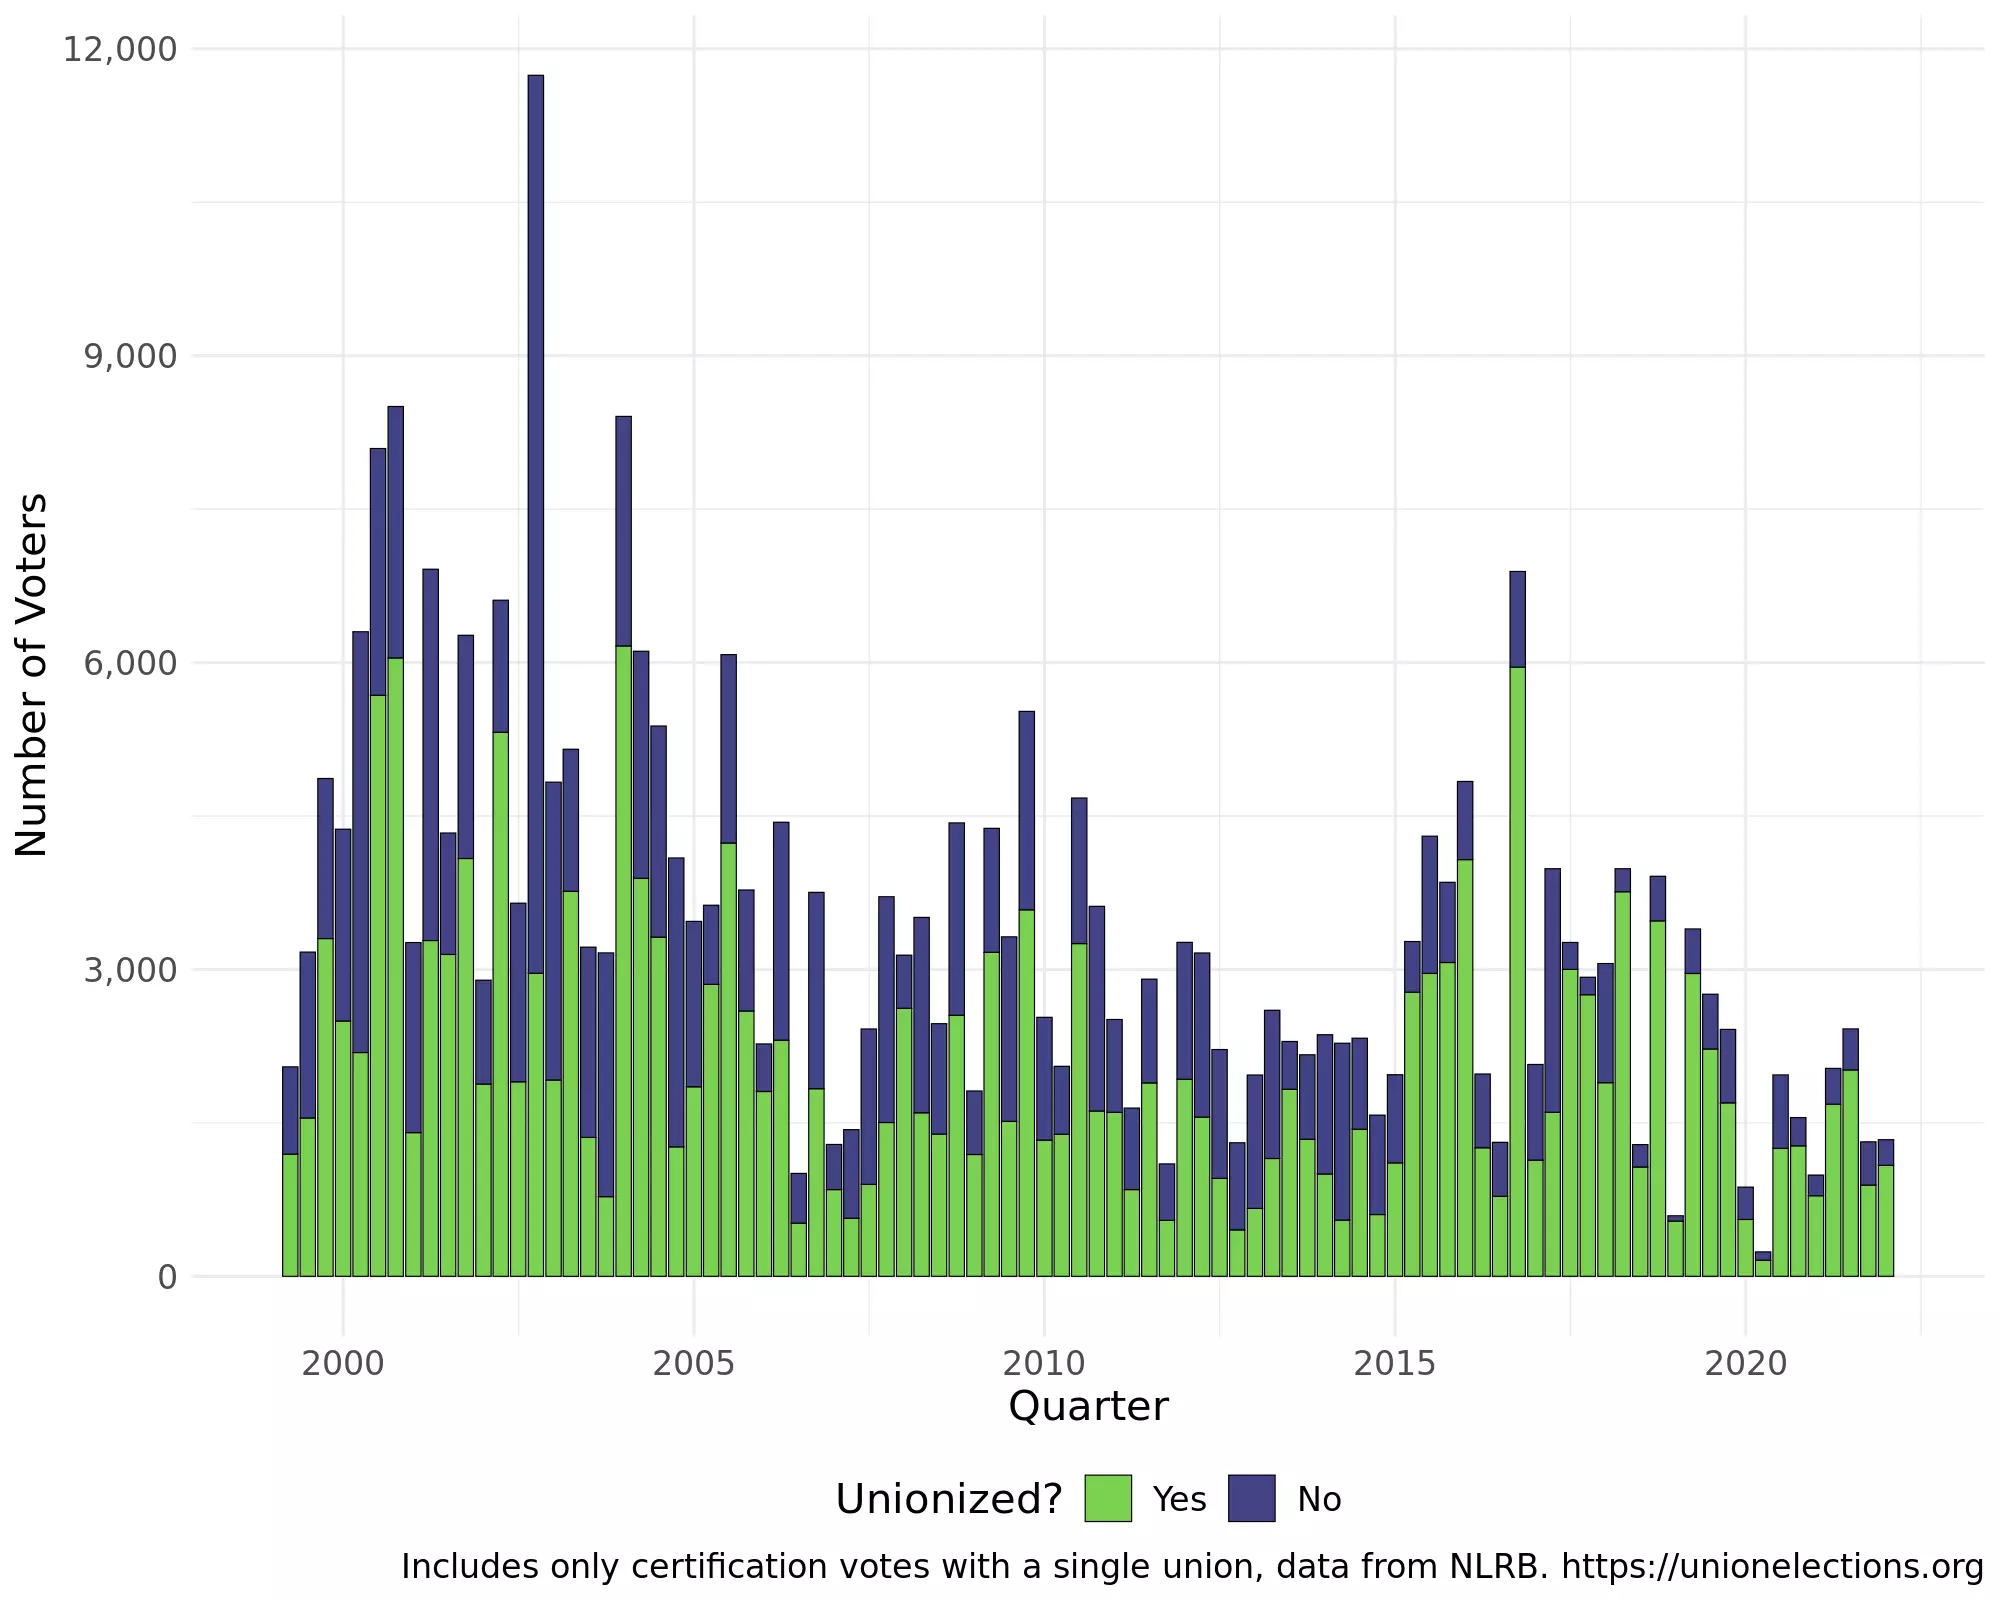 12,000
9,000
6,000
3,000
0
Number of Voters
2000 2005 2010 2015 2020
Quarter
Unionized? Yes No
Includes only certification votes with a single union, data from NLRB. https://unionelections.org